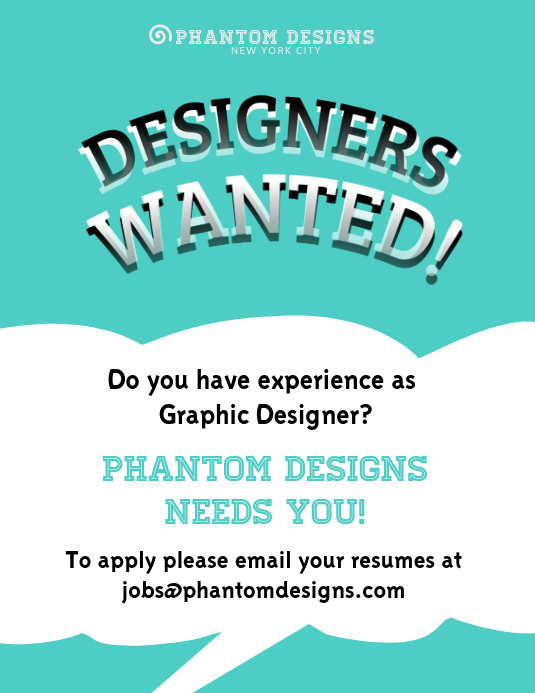 PHANTOM DESIGNS
NEW YORK CITY
DESIGNERS
WANTED!
Do you have experience as
Graphic Designer?
PHANTOM DESIGNS
NEEDS YOU!
To apply please email your resumes at
jobs@phantomdesigns.com